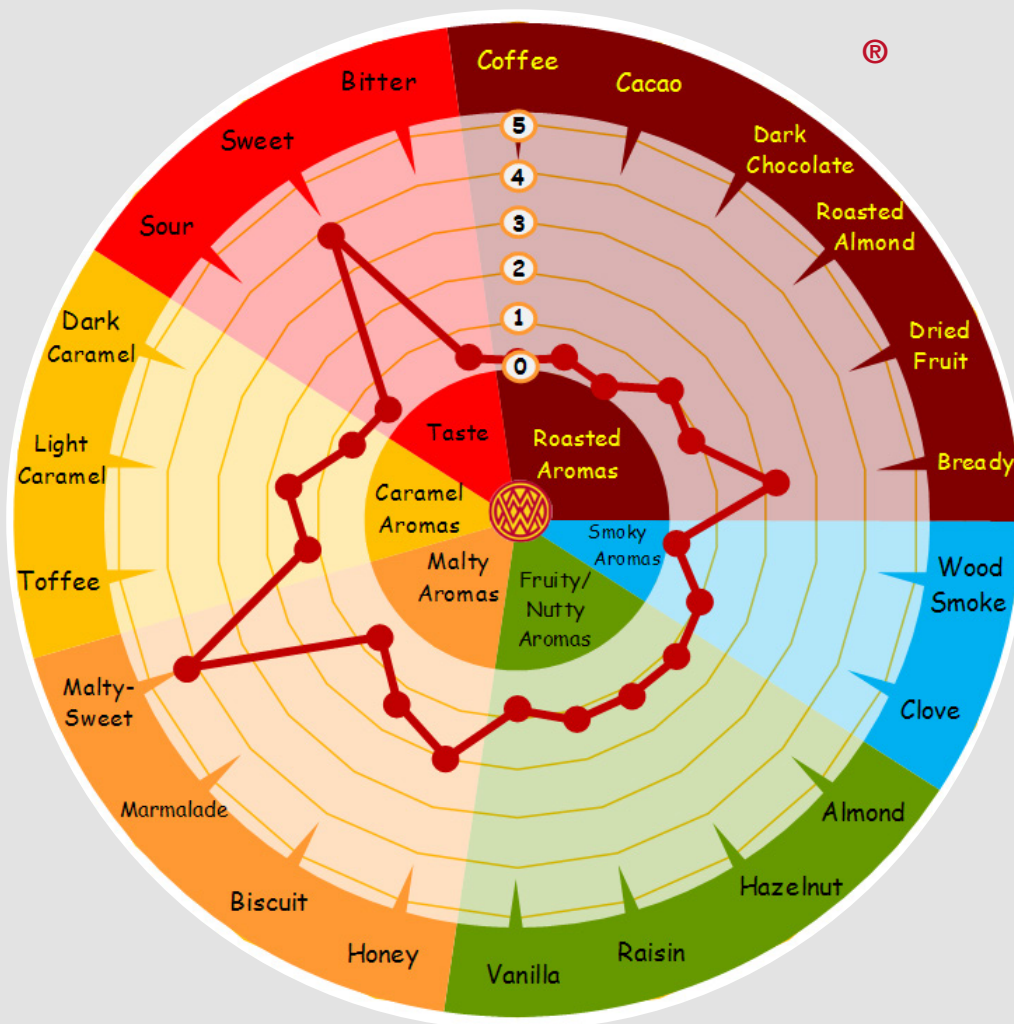 ®
Coffee
Cacao
Dark
Chocolate
Roasted
Almond
Dried
Fruit
Bready
Wood
Smoke
Clove
Almond
Hazelnut
Raisin
Vanilla
Honey
Biscuit
Marmalade
Malty-
Sweet
Toffee
Light
Caramel
Dark
Caramel
Sour
Sweet
Bitter
5
4
3
2
1
0
Taste
Roasted
Aromas
Smoky
Aromas
Fruity/
Nutty
Aromas
Malty
Aromas
Caramel
Aromas